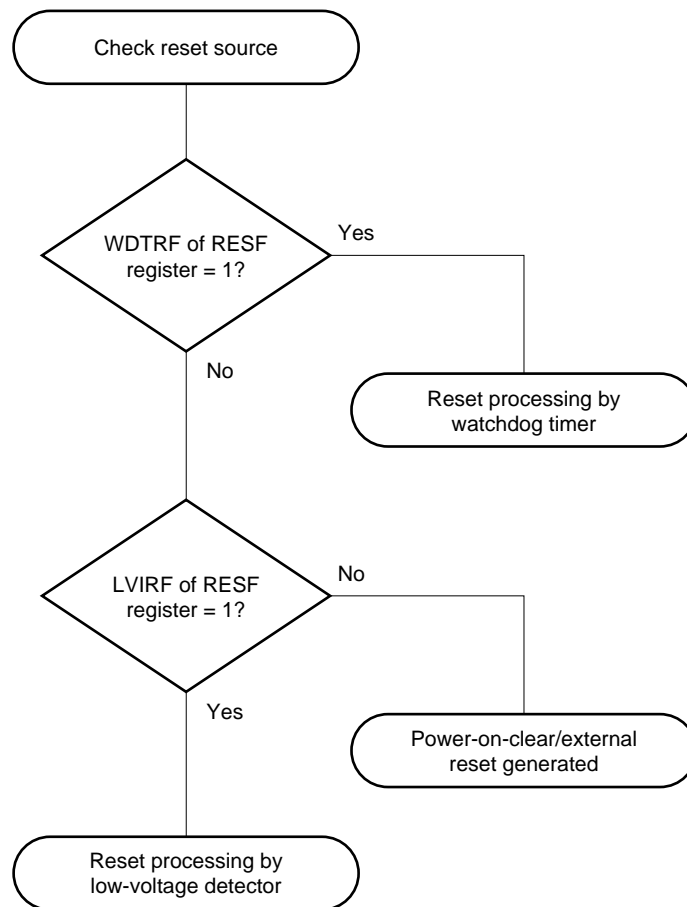 Check reset source
WDTRF of RESF
register = 1?
Yes
No
Reset processing by
watchdog timer
LVIRF of RESF
register = 1?
No
Yes
Power-on-clear/external
reset generated
Reset processing by
low-voltage detector